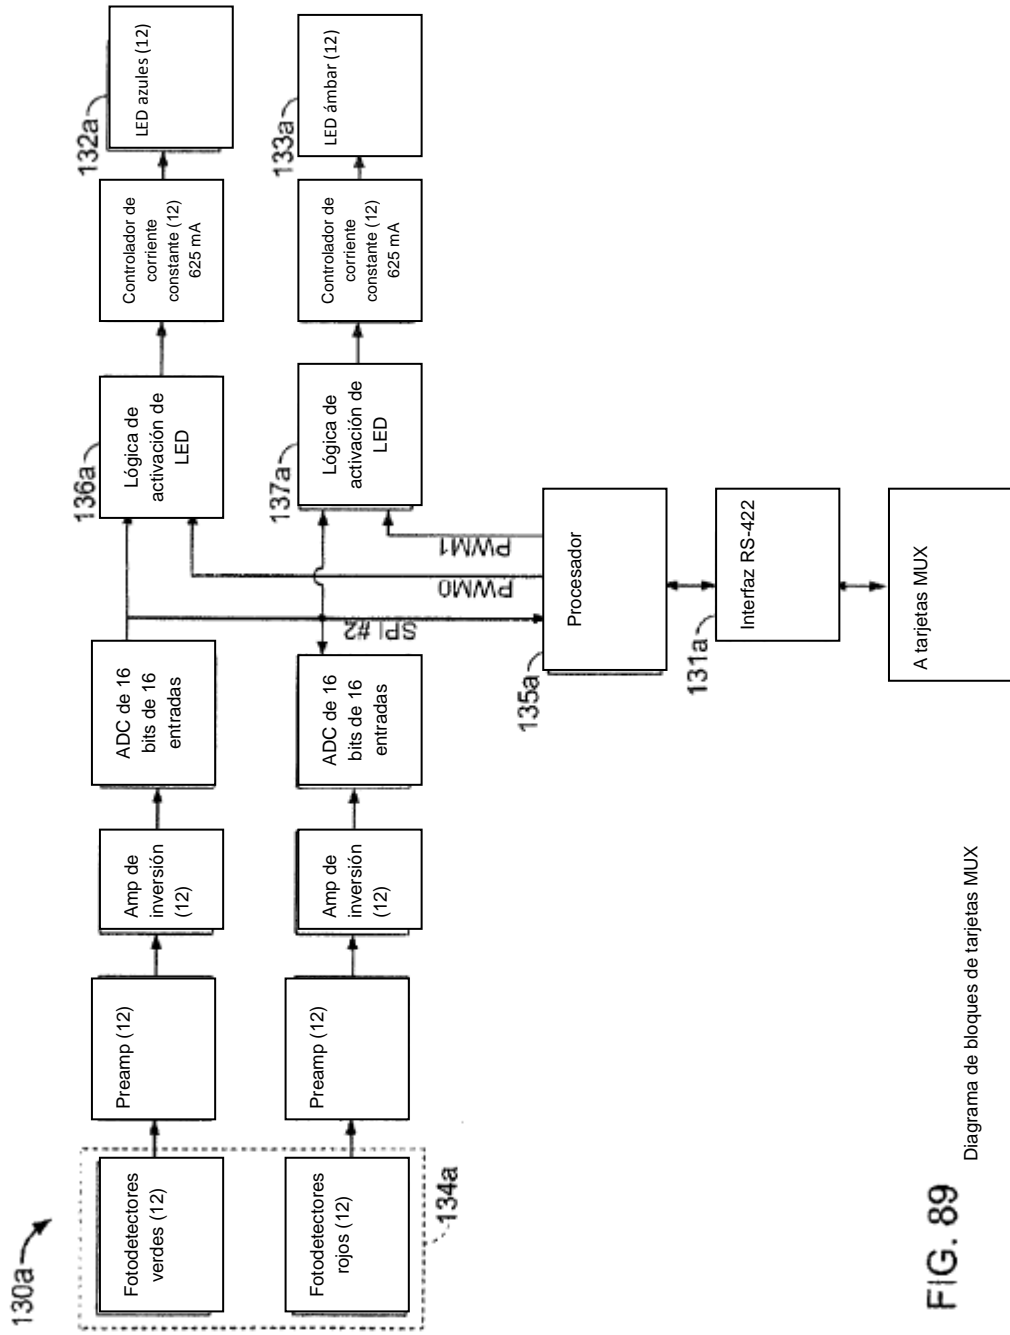 130a
Fotodetectores
verdes (12)
Preamp (12)
Amp de
inversión
(12)
ADC de 16
bits de 16
entradas
136a
Lógica de
activación de
LED
Controlador de
corriente
constante (12)
625 mA
132a
LED azules (12)
Fotodetectores
rojos (12)
134a
Preamp (12)
Amp de
inversión
(12)
ADC de 16
bits de 16
entradas
137a
Lógica de
activación de
LED
Controlador de
corriente
constante (12)
625 mA
133a
LED ámbar (12)
SPI #2
PWM0
PWM1
135a
Procesador
131a
Interfaz RS-422
A tarjetas MUX
FIG. 89
Diagrama de bloques de tarjetas MUX